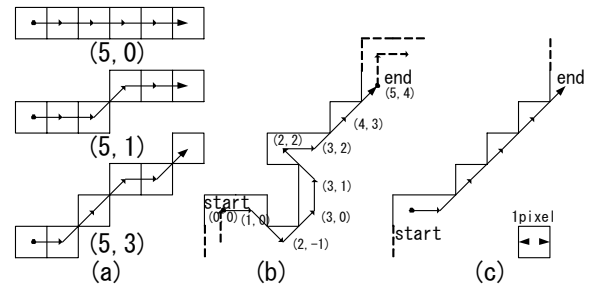 (5, 0)
(5, 1)
(5, 3)
(a)
end
(5, 4)
(4, 3)
(2, 2)
(3, 2)
(3, 1)
start
(0 0)
(1, 0)
(3, 0)
(2, -1)
(b)
end
start
1pixel
(c)